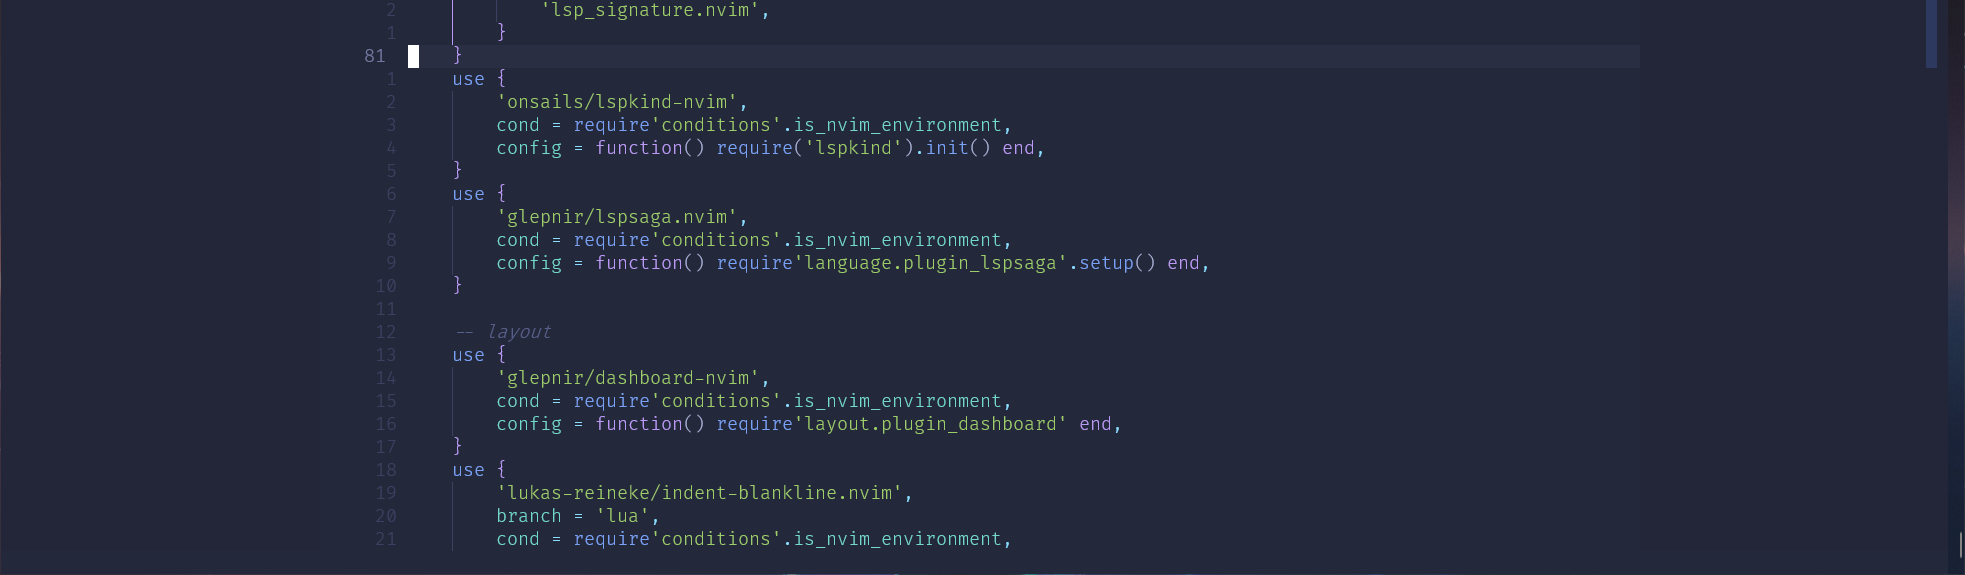 2 'lsp_signature.nvim',
1 }
81 }
1 use {
2 'onsails/lspkind-nvim',
3 cond = require'conditions'.is_nvim_environment,
4 config = function() require('lspkind').init() end,
5 }
6 use {
7 'glepnir/lspsaga.nvim',
8 cond = require'conditions'.is_nvim_environment,
9 config = function() require'language.plugin_lspsaga'.setup() end,
10 }
11
12 -- layout
13 use {
14 'glepnir/dashboard-nvim',
15 cond = require'conditions'.is_nvim_environment,
16 config = function() require'layout.plugin_dashboard' end,
17 }
18 use {
19 'lukas-reineke/indent-blankline.nvim',
20 branch = 'lua',
21 cond = require'conditions'.is_nvim_environment,